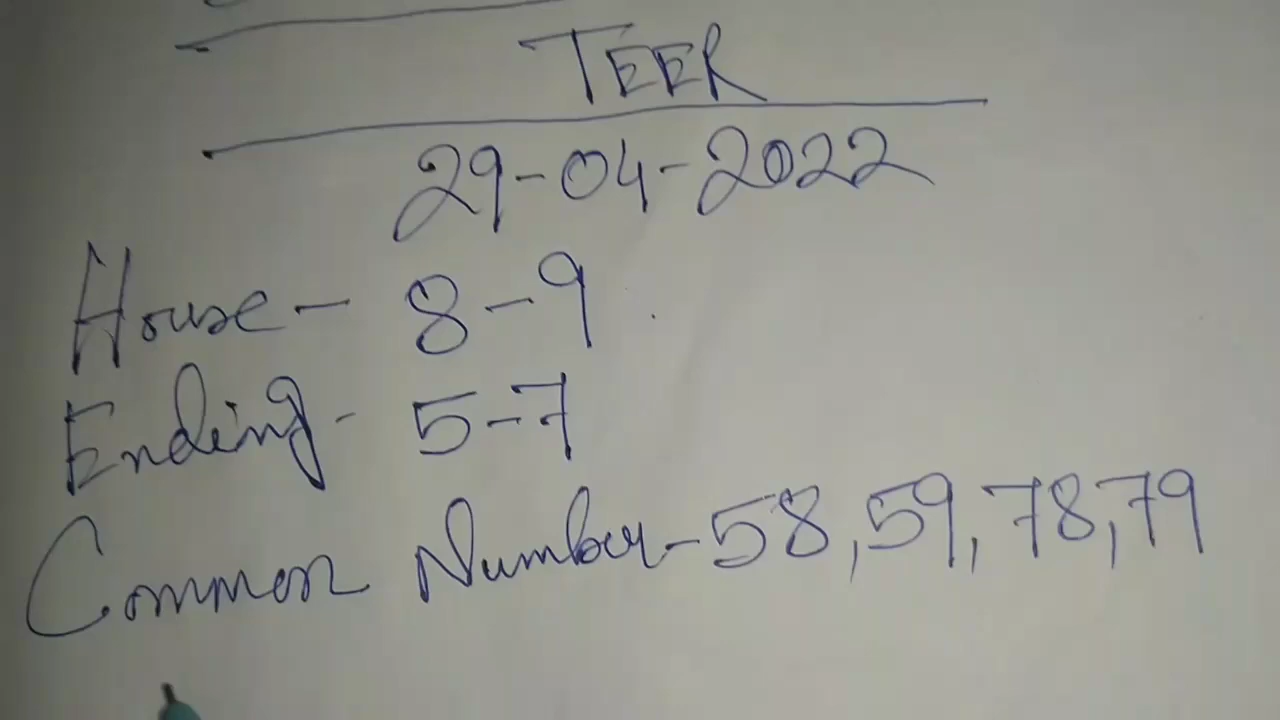 TEER
29-04-2022
House - 8-9
Ending - 5-7
Common Number - 58, 59, 78, 79